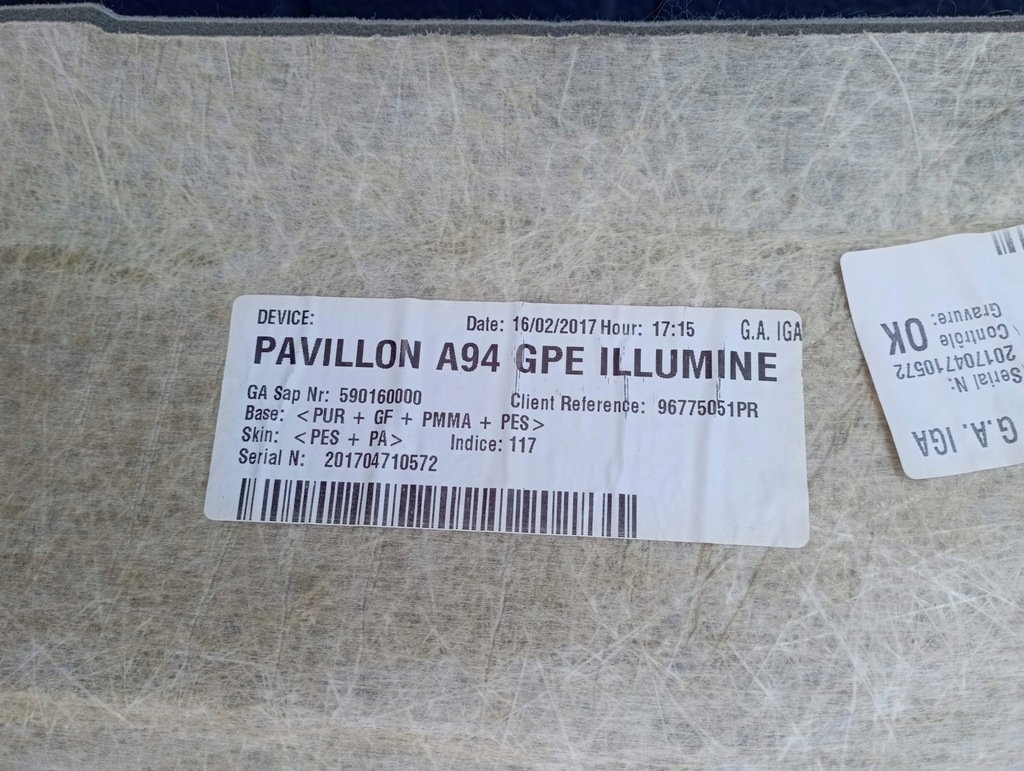 DEVICE:
Date: 16/02/2017 Hour: 17:15
G.A. IGA
PAVILLON A94 GPE ILLUMINE
GA Sap Nr: 590160000
Client Reference: 96775051PR
Base: <PUR + GF + PMMA + PES>
Skin: <PES + PA>
Indice: 117
Serial N: 201704710572
G.A. IGA
Serial N:
201704710572
Contrôle OK
Gravure: